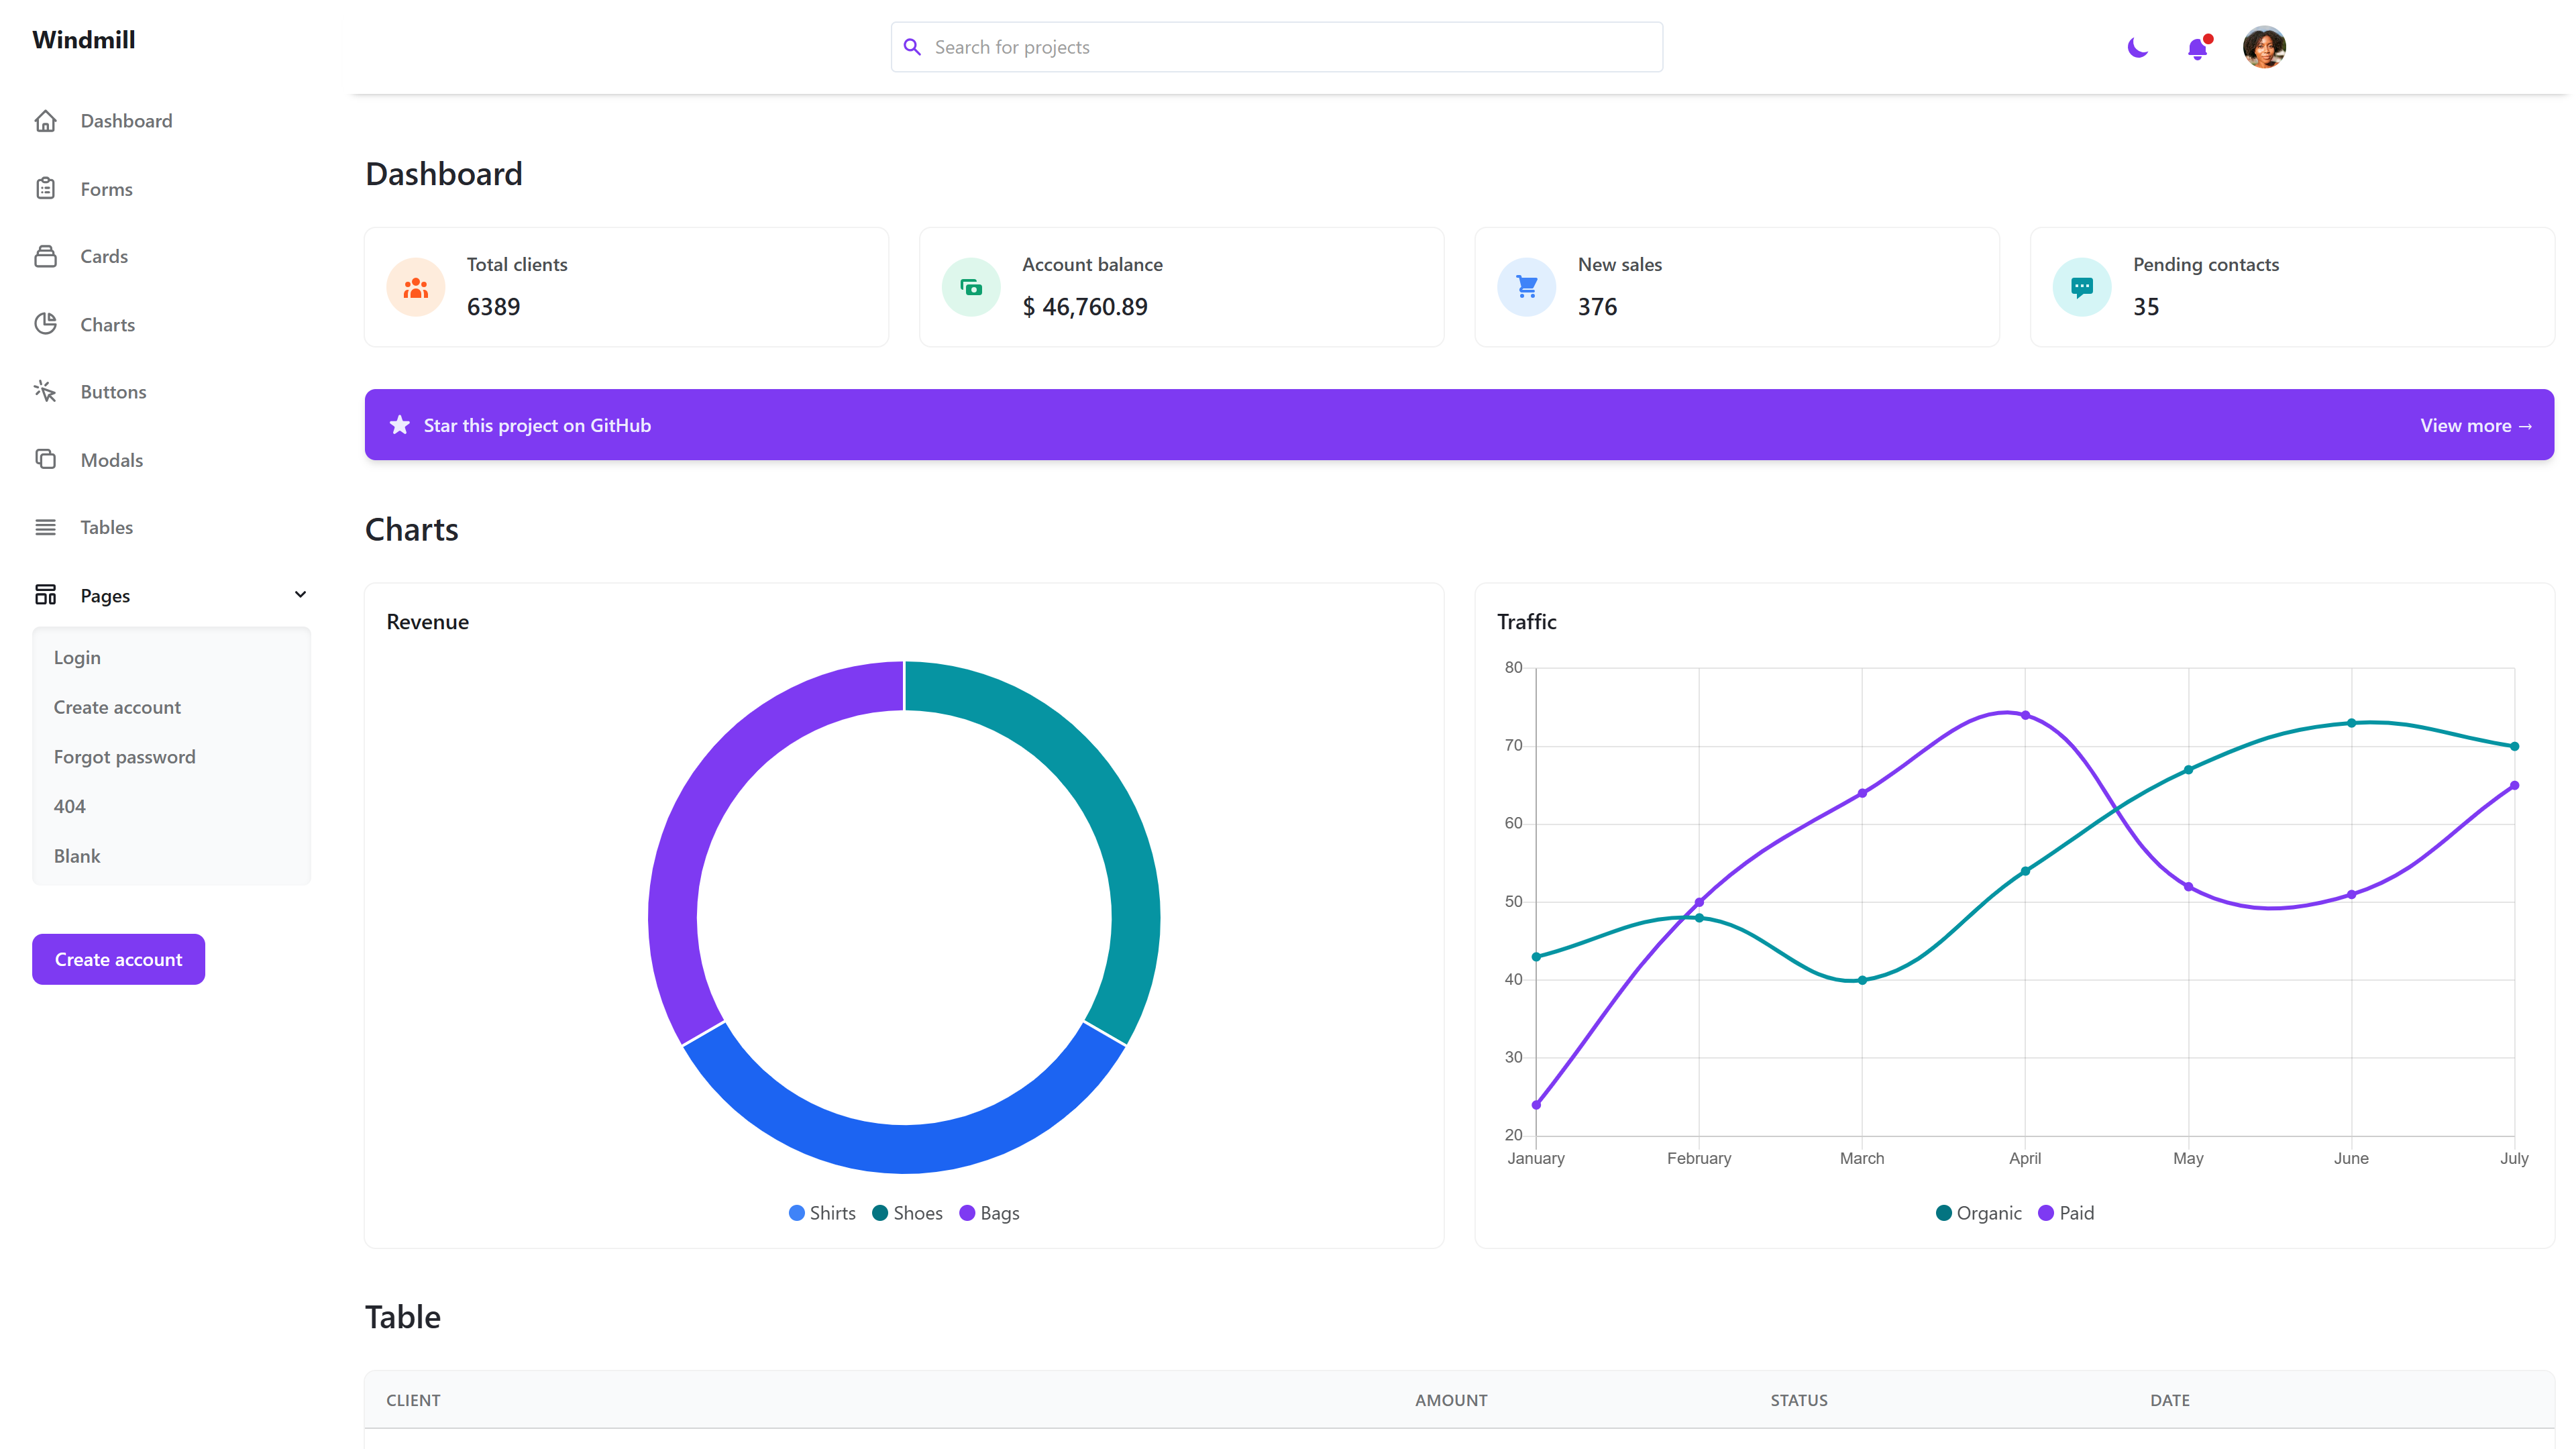 Windmill
Search for projects
Dashboard
Forms
Cards
Charts
Buttons
Modals
Tables
Pages
Login
Create account
Forgot password
404
Blank
Create account
Dashboard
Total clients
6389
Account balance
$ 46,760.89
New sales
376
Pending contacts
35
Star this project on GitHub
View more →
Charts
Revenue
Shirts Shoes Bags
Traffic
80
70
60
50
40
30
20
January February March April May June July
Organic Paid
Table
CLIENT AMOUNT STATUS DATE